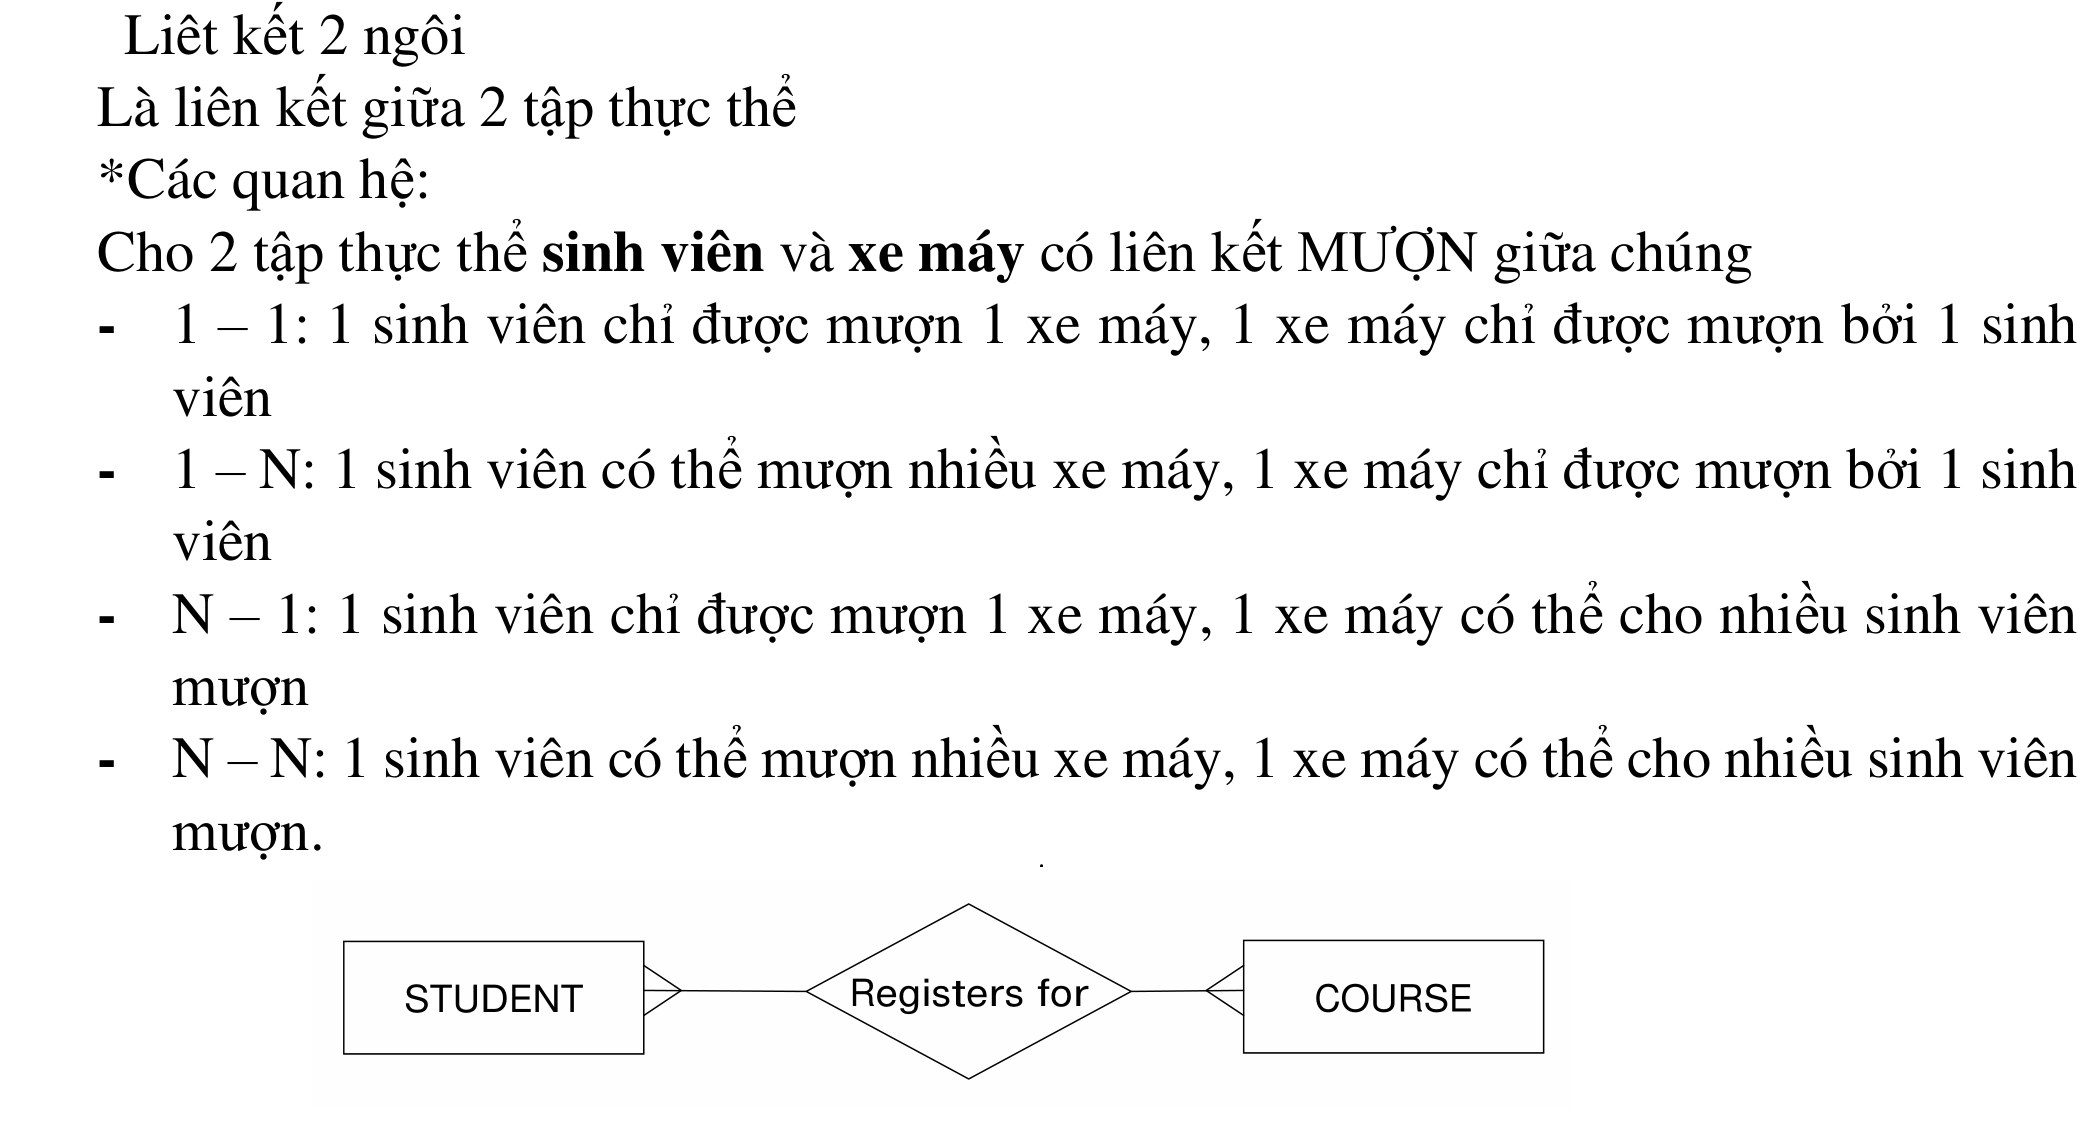 Liêt kết 2 ngôi
Là liên kết giữa 2 tập thực thể
*Các quan hệ:
Cho 2 tập thực thể sinh viên và xe máy có liên kết MƯỢN giữa chúng
- 1 – 1: 1 sinh viên chỉ được mượn 1 xe máy, 1 xe máy chỉ được mượn bởi 1 sinh
viên
- 1 – N: 1 sinh viên có thể mượn nhiều xe máy, 1 xe máy chỉ được mượn bởi 1 sinh
viên
- N – 1: 1 sinh viên chỉ được mượn 1 xe máy, 1 xe máy có thể cho nhiều sinh viên
mượn
- N – N: 1 sinh viên có thể mượn nhiều xe máy, 1 xe máy có thể cho nhiều sinh viên
mượn.
STUDENT
Registers for
COURSE